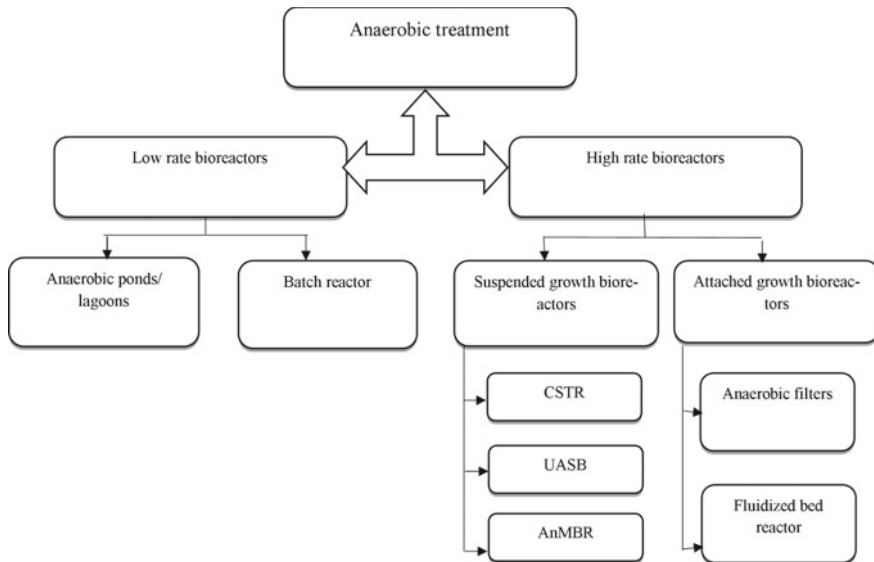 Anaerobic treatment
Low rate bioreactors
High rate bioreactors
Anaerobic ponds/
lagoons
Batch reactor
Suspended growth biore-
actors
Attached growth bioreac-
tors
CSTR
UASB
AnMBR
Anaerobic filters
Fluidized bed
reactor